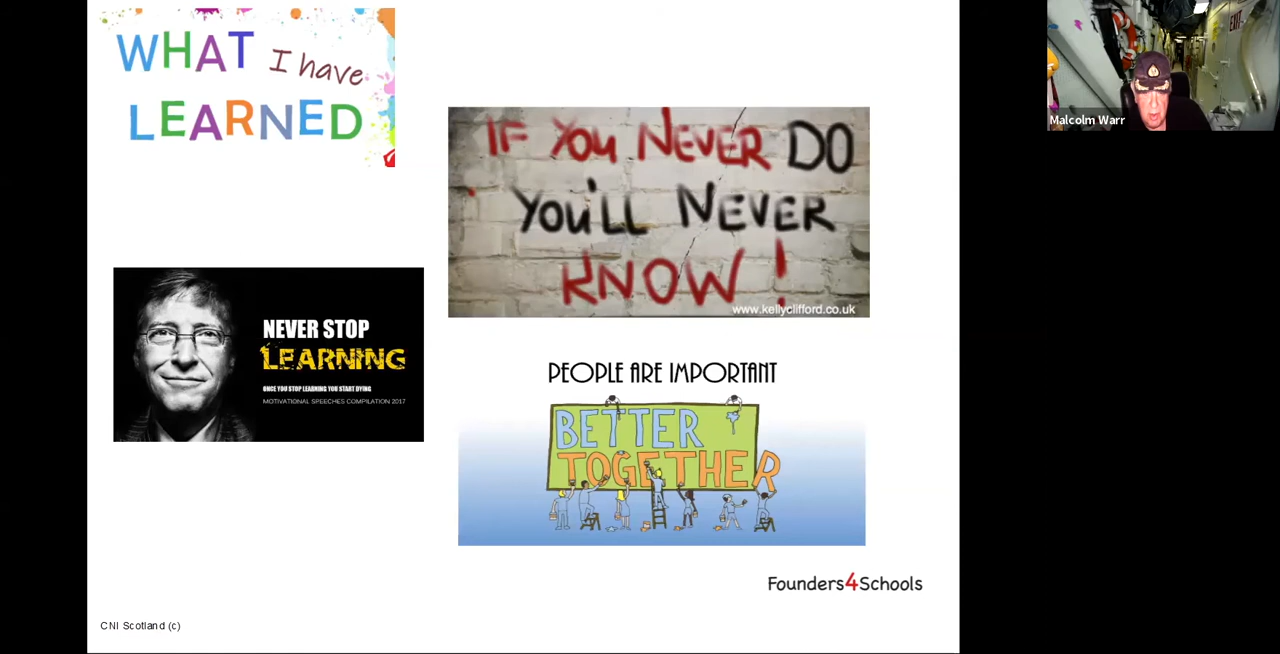 WHAT I have
LEARNED
IF YOU NEVER DO
YOU'LL NEVER
KNOW!
www.kellyclifford.co.uk
NEVER STOP
LEARNING
ONCE YOU STOP LEARNING YOU START DYING
MOTIVATIONAL SPEECHES COMPILATION 2017
PEOPLE ARE IMPORTANT
BETTER
TOGETHER
Founders4Schools
CNI Scotland (c)
EXIT
Malcolm Warr